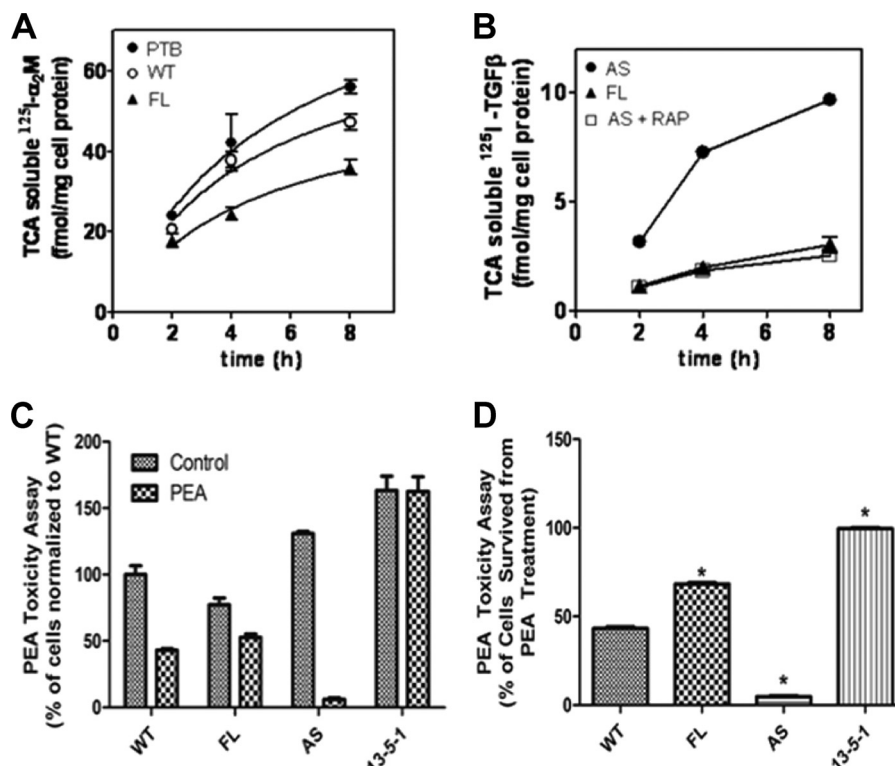 A
TCA soluble ¹²⁵I-α₂M
(fmol/mg cell protein)
PTB
WT
FL
60
40
20
0
0 2 4 6 8
time (h)
B
TCA soluble ¹²⁵I -TGFβ
(fmol/mg cell protein)
AS
FL
AS + RAP
10
5
0
0 2 4 6 8
time (h)
C
PEA Toxicity Assay
(% of cells normalized to WT)
Control
PEA
200
150
100
50
0
WT FL AS 13-5-1
D
PEA Toxicity Assay
(% of Cells Survived from
PEA Treatment)
150
100
50
0
* * *
WT FL AS 13-5-1